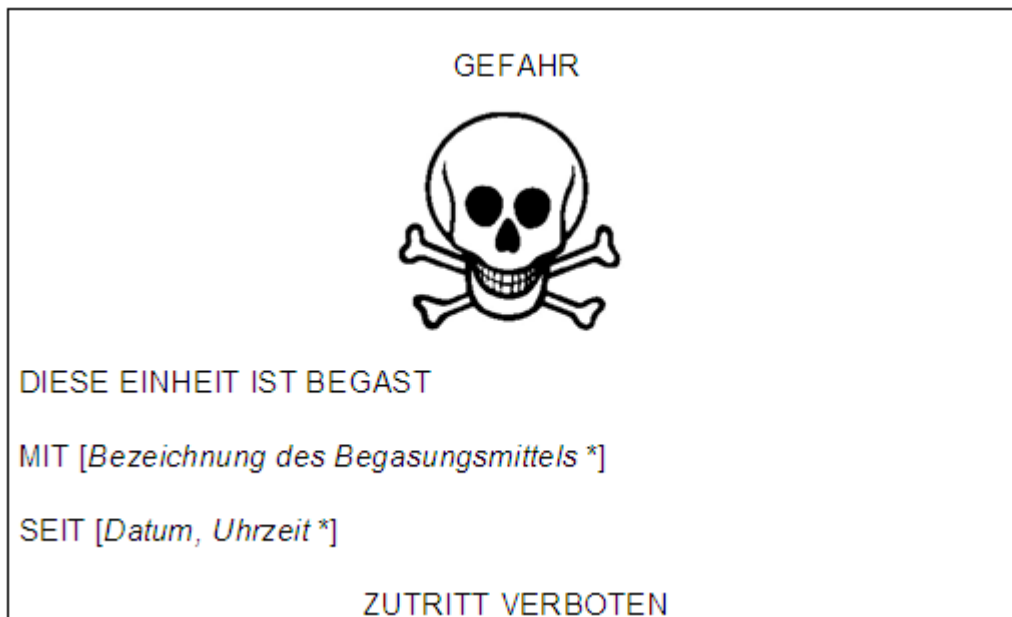 GEFAHR
DIESE EINHEIT IST BEGAST
MIT [Bezeichnung des Begasungsmittels *]
SEIT [Datum, Uhrzeit *]
ZUTRITT VERBOTEN